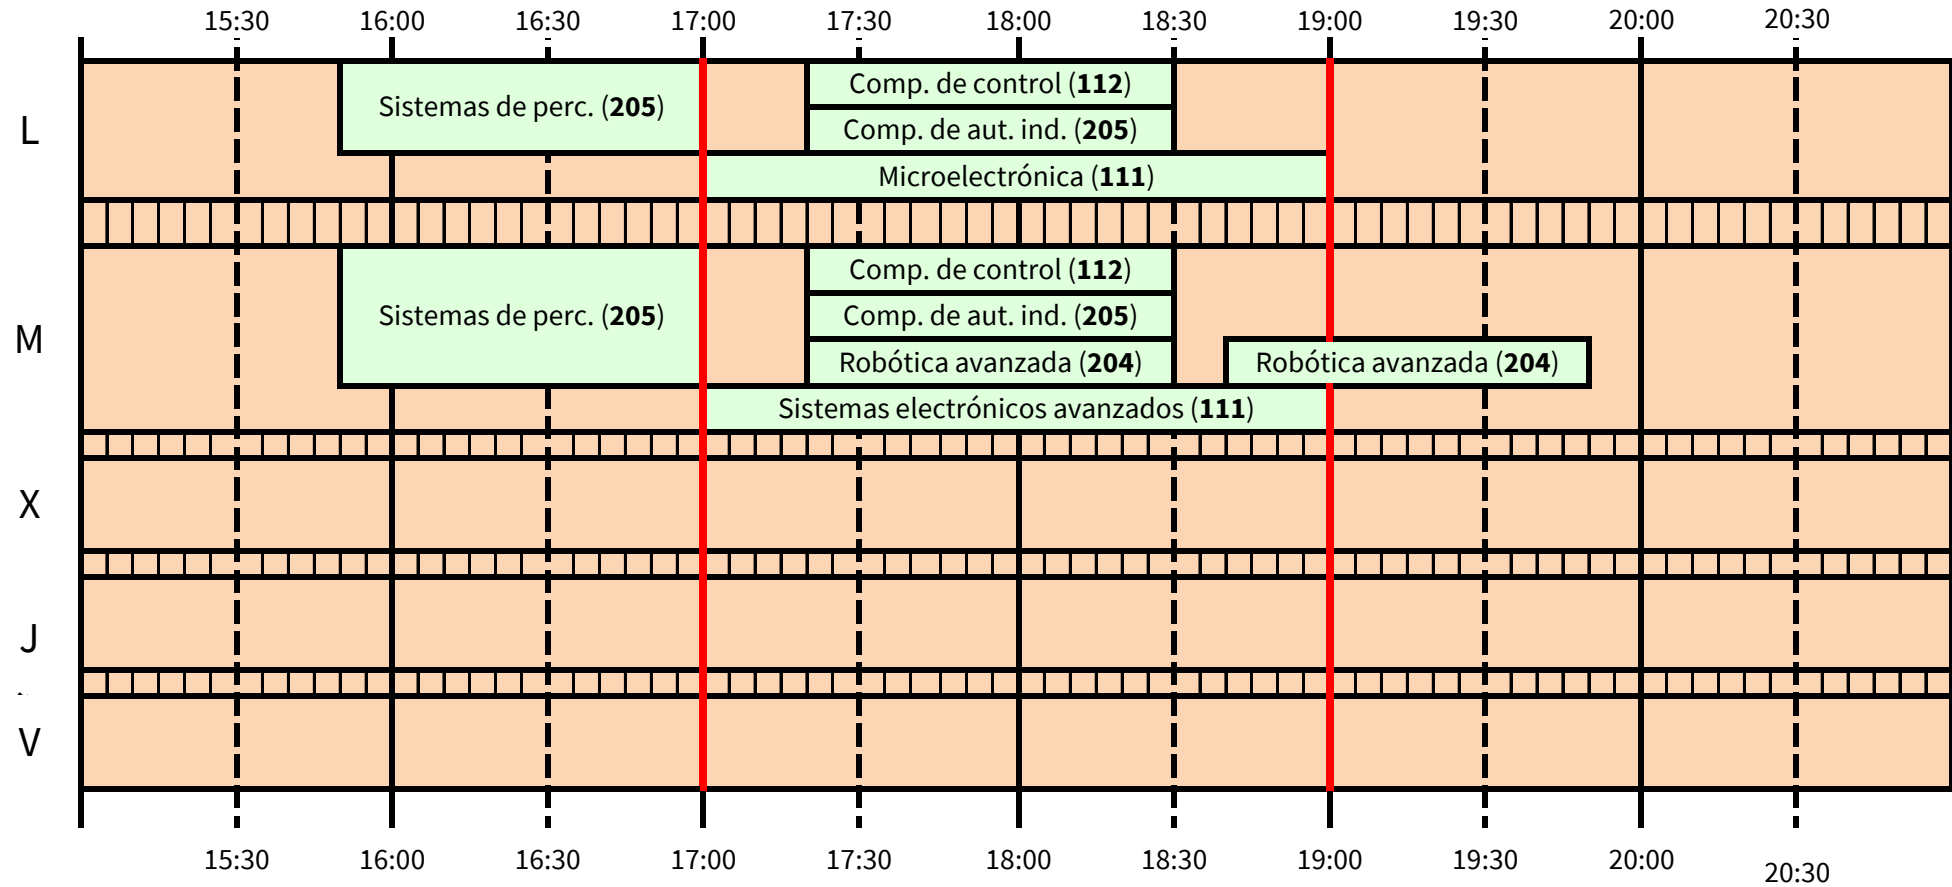 15:30 16:00 16:30 17:00 17:30 18:00 18:30 19:00 19:30 20:00 20:30
L
Sistemas de perc. (205)
Comp. de control (112)
Comp. de aut. ind. (205)
Microelectrónica (111)
M
Sistemas de perc. (205)
Comp. de control (112)
Comp. de aut. ind. (205)
Robótica avanzada (204) Robótica avanzada (204)
Sistemas electrónicos avanzados (111)
X
J
V
15:30 16:00 16:30 17:00 17:30 18:00 18:30 19:00 19:30 20:00 20:30